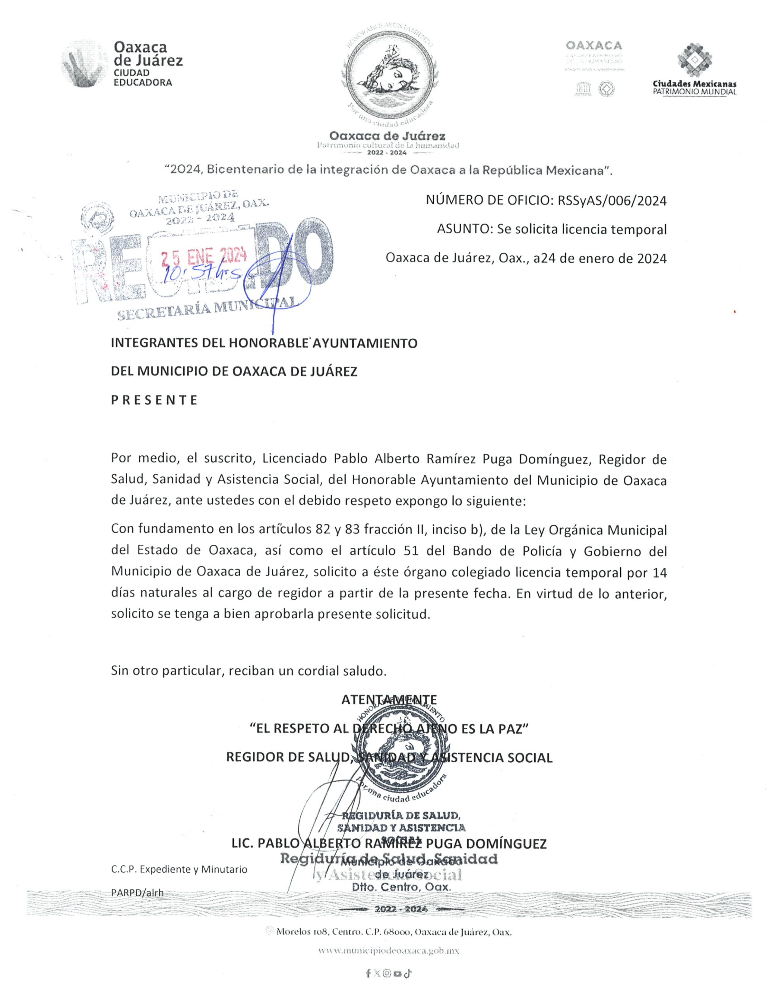 Oaxaca
de Juárez
CIUDAD
EDUCADORA
HONORABLE AYUNTAMIENTO
Por una ciudad educadora
Oaxaca de Juárez
Patrimonio cultural de la humanidad
2022 - 2024
OAXACA
Ciudades Mexicanas
PATRIMONIO MUNDIAL
“2024, Bicentenario de la integración de Oaxaca a la República Mexicana”.
MUNICIPIO DE
OAXACA DE JUÁREZ, OAX.
2022 - 2024
RECIBIDO
25 ENE 2024
10:57hrs
SECRETARÍA MUNICIPAL
NÚMERO DE OFICIO: RSSyAS/006/2024
ASUNTO: Se solicita licencia temporal
Oaxaca de Juárez, Oax., a24 de enero de 2024
INTEGRANTES DEL HONORABLE AYUNTAMIENTO
DEL MUNICIPIO DE OAXACA DE JUÁREZ
P R E S E N T E
Por medio, el suscrito, Licenciado Pablo Alberto Ramírez Puga Domínguez, Regidor de
Salud, Sanidad y Asistencia Social, del Honorable Ayuntamiento del Municipio de Oaxaca
de Juárez, ante ustedes con el debido respeto expongo lo siguiente:
Con fundamento en los artículos 82 y 83 fracción II, inciso b), de la Ley Orgánica Municipal
del Estado de Oaxaca, así como el artículo 51 del Bando de Policía y Gobierno del
Municipio de Oaxaca de Juárez, solicito a éste órgano colegiado licencia temporal por 14
días naturales al cargo de regidor a partir de la presente fecha. En virtud de lo anterior,
solicito se tenga a bien aprobarla presente solicitud.
Sin otro particular, reciban un cordial saludo.
ATENTAMENTE
“EL RESPETO AL DERECHO AJENO ES LA PAZ”
REGIDOR DE SALUD, SANIDAD Y ASISTENCIA SOCIAL
HONORABLE AYUNTAMIENTO
Por una ciudad educadora
REGIDURÍA DE SALUD,
SANIDAD Y ASISTENCIA
SOCIAL
LIC. PABLO ALBERTO RAMÍREZ PUGA DOMÍNGUEZ
Regiduría de Salud, Sanidad
y Asistencia Social
Municipio de Oaxaca
de Juárez
Dtto. Centro, Oax.
2022 - 2024
C.C.P. Expediente y Minutario
PARPD/alrh
Morelos 108, Centro. C.P. 68000, Oaxaca de Juárez, Oax.
www.municipiodeoaxaca.gob.mx